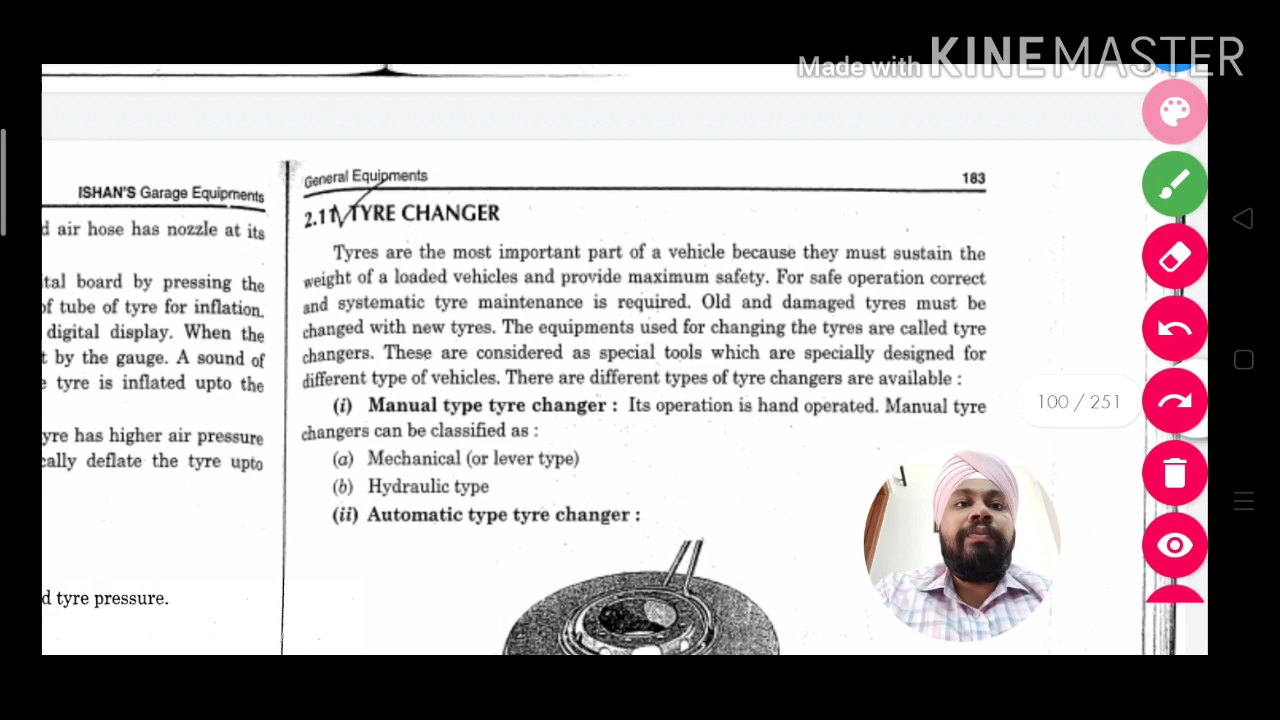 Made with KINEMASTER
ISHAN'S Garage Equipments
d air hose has nozzle at its
tal board by pressing the
of tube of tyre for inflation.
digital display. When the
t by the gauge. A sound of
e tyre is inflated upto the
yre has higher air pressure
cally deflate the tyre upto
d tyre pressure.
General Equipments 183
2.11 TYRE CHANGER
Tyres are the most important part of a vehicle because they must sustain the
weight of a loaded vehicles and provide maximum safety. For safe operation correct
and systematic tyre maintenance is required. Old and damaged tyres must be
changed with new tyres. The equipments used for changing the tyres are called tyre
changers. These are considered as special tools which are specially designed for
different type of vehicles. There are different types of tyre changers are available :
(i) Manual type tyre changer : Its operation is hand operated. Manual tyre
changers can be classified as :
(a) Mechanical (or lever type)
(b) Hydraulic type
(ii) Automatic type tyre changer :
100 / 251